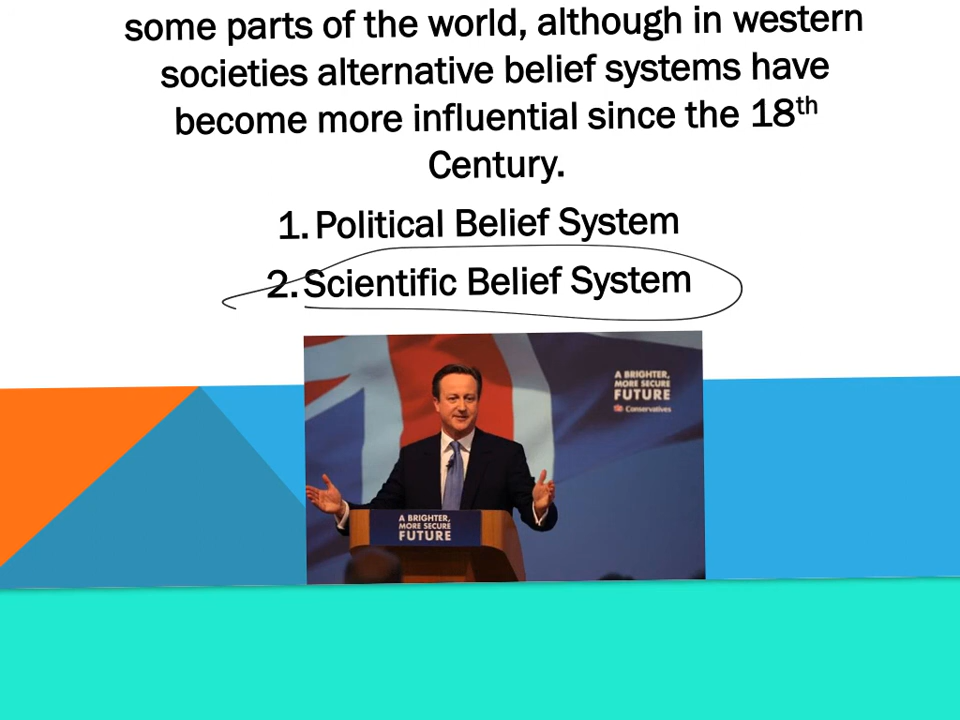 some parts of the world, although in western
societies alternative belief systems have
become more influential since the 18th
Century.
1. Political Belief System
2. Scientific Belief System
A BRIGHTER,
MORE SECURE
FUTURE
Conservatives
A BRIGHTER,
MORE SECURE
FUTURE